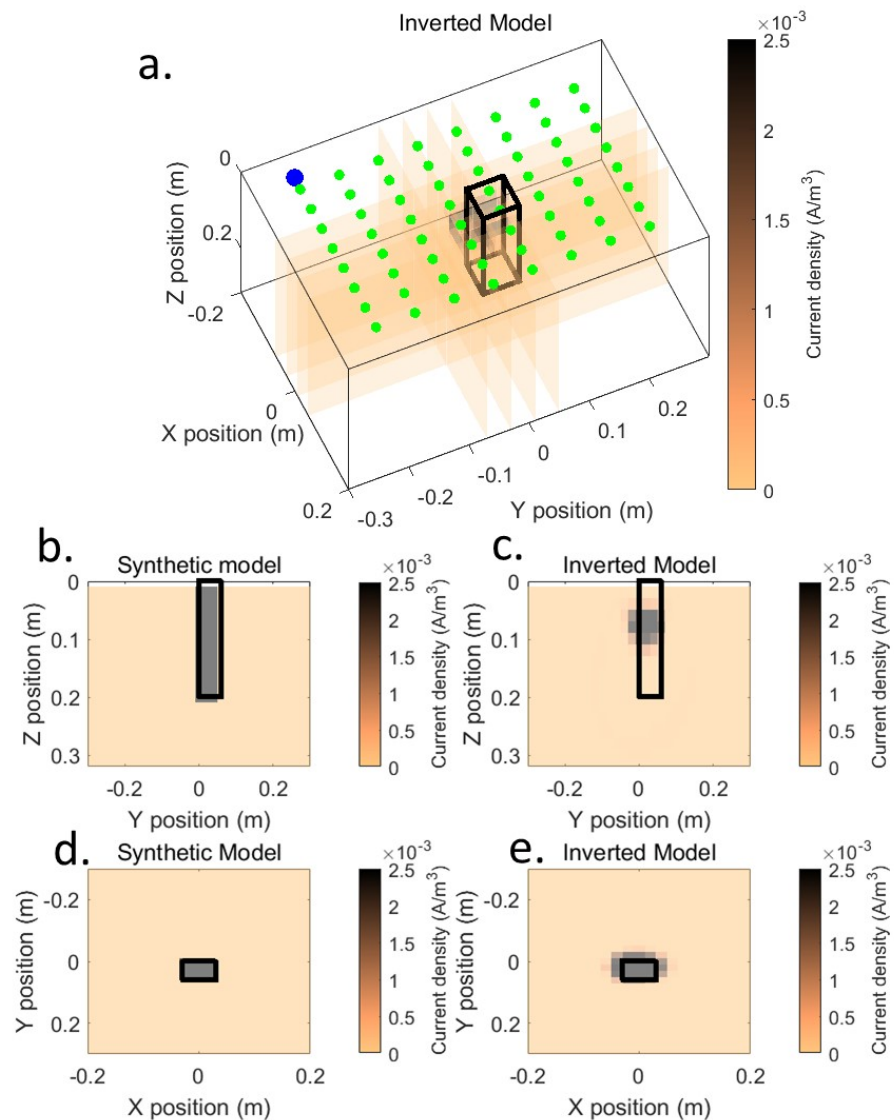 Inverted Model
a.
×10⁻³
2.5
2
1.5
1
0.5
0
Current density (A/m³)
0
0.2
-0.2
Z position (m)
-0.2
0
0.2
X position (m)
-0.3
-0.2
-0.1
0
0.1
0.2
Y position (m)
b.
Synthetic model
0
0.1
0.2
0.3
Z position (m)
-0.2
0
0.2
Y position (m)
×10⁻³
2.5
2
1.5
1
0.5
0
Current density (A/m³)
c.
Inverted Model
0
0.1
0.2
0.3
Z position (m)
-0.2
0
0.2
Y position (m)
×10⁻³
2.5
2
1.5
1
0.5
0
Current density (A/m³)
d.
Synthetic Model
-0.2
0
0.2
Y position (m)
-0.2
0
0.2
X position (m)
×10⁻³
2.5
2
1.5
1
0.5
0
Current density (A/m³)
e.
Inverted Model
-0.2
0
0.2
Y position (m)
-0.2
0
0.2
X position (m)
×10⁻³
2.5
2
1.5
1
0.5
0
Current density (A/m³)